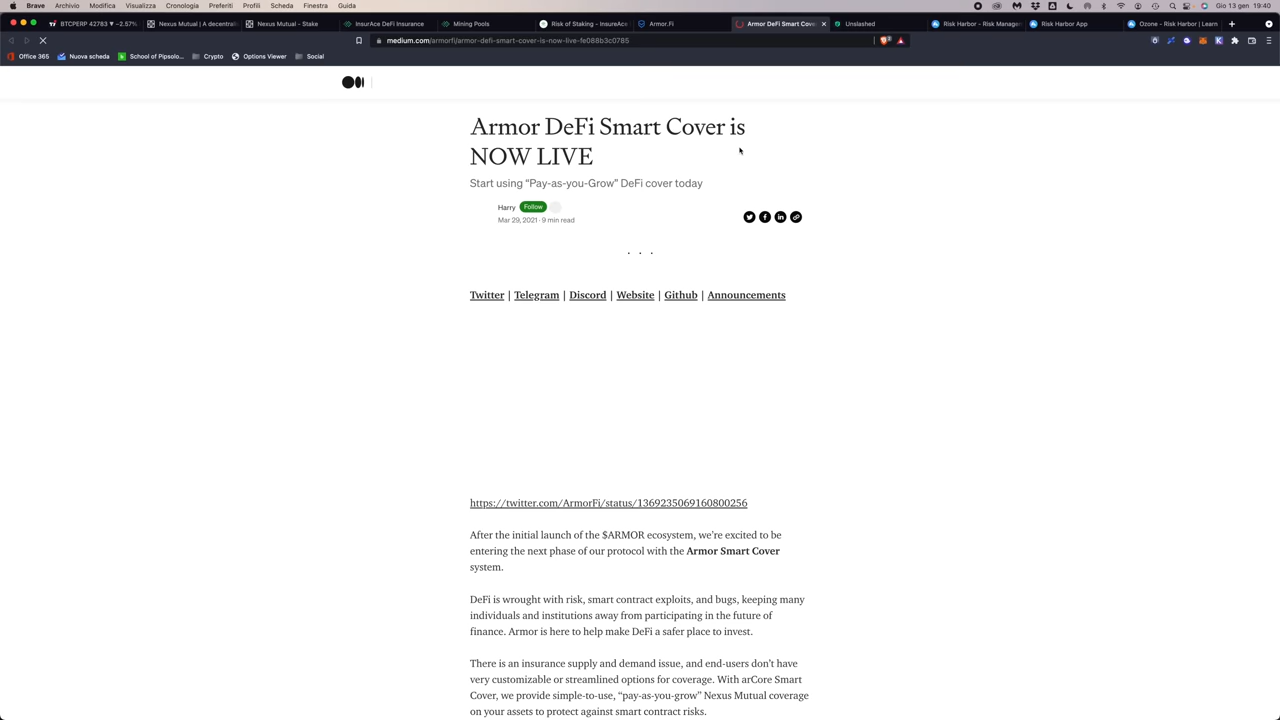 Brave Archivio Modifica Visualizza Cronologia Preferiti Profili Scheda Finestra Guida Gio 13 gen 19:40
BTCPERP 42783 ▼ -2.57% Nexus Mutual | A decentrali Nexus Mutual - Stake InsurAce DeFi Insurance Mining Pools Risk of Staking - InsureAce Armor.Fi Armor DeFi Smart Cove Unslashed Risk Harbor - Risk Manage Risk Harbor App Ozone - Risk Harbor | Learn
medium.com/armorfi/armor-defi-smart-cover-is-now-live-fe088b3c0785
Office 365 Nuova scheda School of Pipsolo... Crypto Options Viewer Social
Armor DeFi Smart Cover is
NOW LIVE
Start using “Pay-as-you-Grow” DeFi cover today
Harry Follow
Mar 29, 2021 · 9 min read
. . .
Twitter | Telegram | Discord | Website | Github | Announcements
https://twitter.com/ArmorFi/status/1369235069160800256
After the initial launch of the $ARMOR ecosystem, we’re excited to be
entering the next phase of our protocol with the Armor Smart Cover
system.
DeFi is wrought with risk, smart contract exploits, and bugs, keeping many
individuals and institutions away from participating in the future of
finance. Armor is here to help make DeFi a safer place to invest.
There is an insurance supply and demand issue, and end-users don’t have
very customizable or streamlined options for coverage. With arCore Smart
Cover, we provide simple-to-use, “pay-as-you-grow” Nexus Mutual coverage
on your assets to protect against smart contract risks.